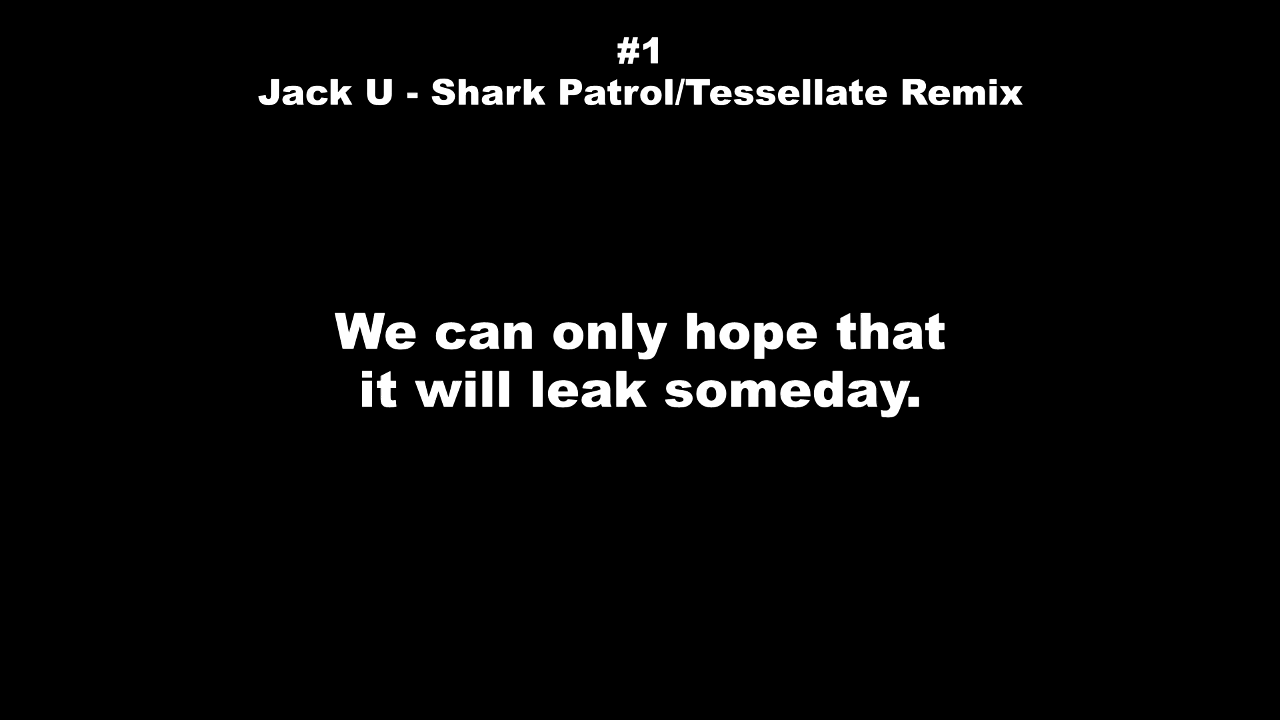 #1
Jack U - Shark Patrol/Tessellate Remix
We can only hope that
it will leak someday.